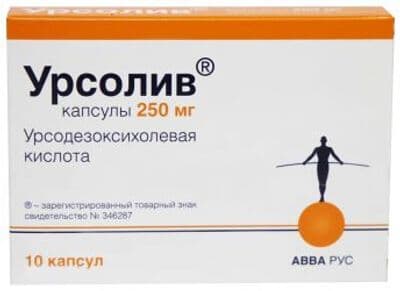 Урсолив®
капсулы 250 мг
Урсодезоксихолевая
кислота
® – зарегистрированный товарный знак
свидетельство № 346287
10 капсул
АВВА РУС